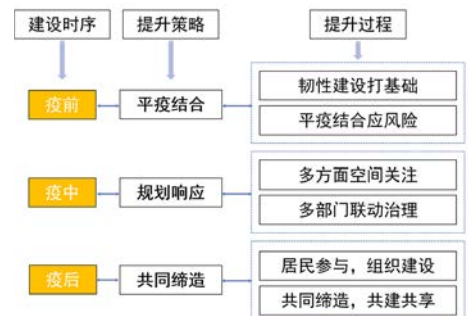 建设时序
提升策略
提升过程
疫前
平疫结合
韧性建设打基础
平疫结合应风险
疫中
规划响应
多方面空间关注
多部门联动治理
疫后
共同缔造
居民参与，组织建设
共同缔造，共建共享